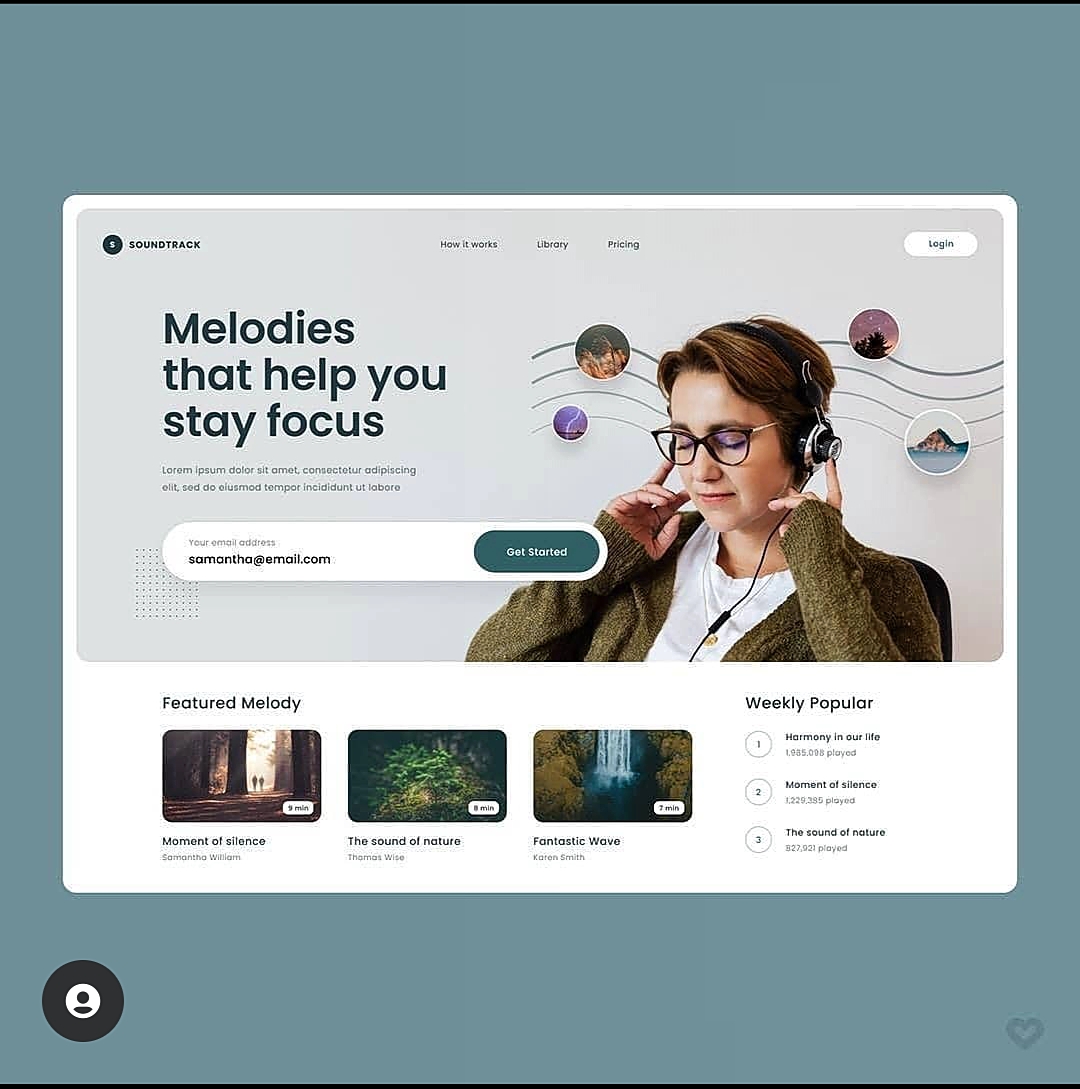 S SOUNDTRACK
How it works Library Pricing
Login
Melodies
that help you
stay focus
Lorem ipsum dolor sit amet, consectetur adipiscing
elit, sed do eiusmod tempor incididunt ut labore
Your email address
samantha@email.com
Get Started
Featured Melody
9 min
Moment of silence
Samantha William
8 min
The sound of nature
Thomas Wise
7 min
Fantastic Wave
Karen Smith
Weekly Popular
1 Harmony in our life
1,985,098 played
2 Moment of silence
1,229,385 played
3 The sound of nature
827,921 played